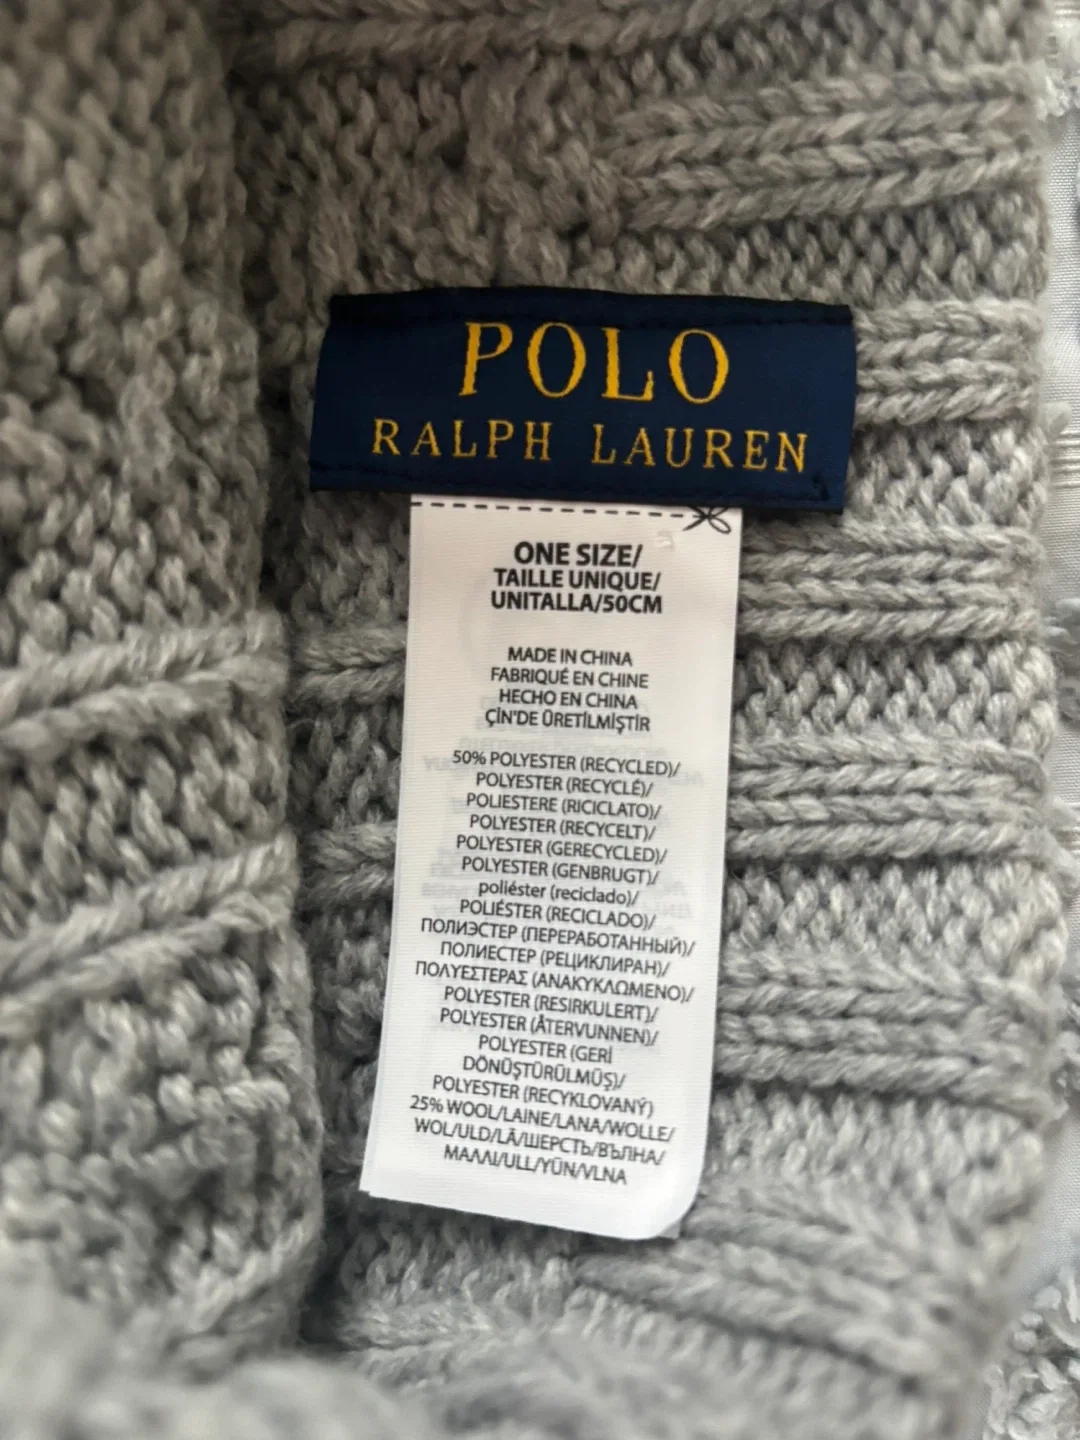 POLO
RALPH LAUREN
ONE SIZE/
TAILLE UNIQUE/
UNITALLA/50CM
MADE IN CHINA
FABRIQUÉ EN CHINE
HECHO EN CHINA
ÇİN'DE ÜRETİLMİŞTİR
50% POLYESTER (RECYCLED)/
POLYESTER (RECYCLÉ)/
POLIESTERE (RICICLATO)/
POLYESTER (RECYCELT)/
POLYESTER (GERECYCLED)/
POLYESTER (GENBRUGT)/
poliéster (reciclado)/
POLIÉSTER (RECICLADO)/
ПОЛИЭСТЕР (ПЕРЕРАБОТАННЫЙ)/
ПОЛИЕСТЕР (РЕЦИКЛИРАН)/
ΠΟΛΥΕΣΤΕΡΑΣ (ΑΝΑΚΥΚΛΩΜΕΝΟ)/
POLYESTER (RESIRKULERT)/
POLYESTER (ÅTERVUNNEN)/
POLYESTER (GERİ
DÖNÜŞTÜRÜLMÜŞ)/
POLYESTER (RECYKLOVANÝ)
25% WOOL/LAINE/LANA/WOLLE/
WOL/ULD/LÃ/ШЕРСТЬ/ВЪЛНА/
ΜΑΛΛΙ/ULL/YÜN/VLNA